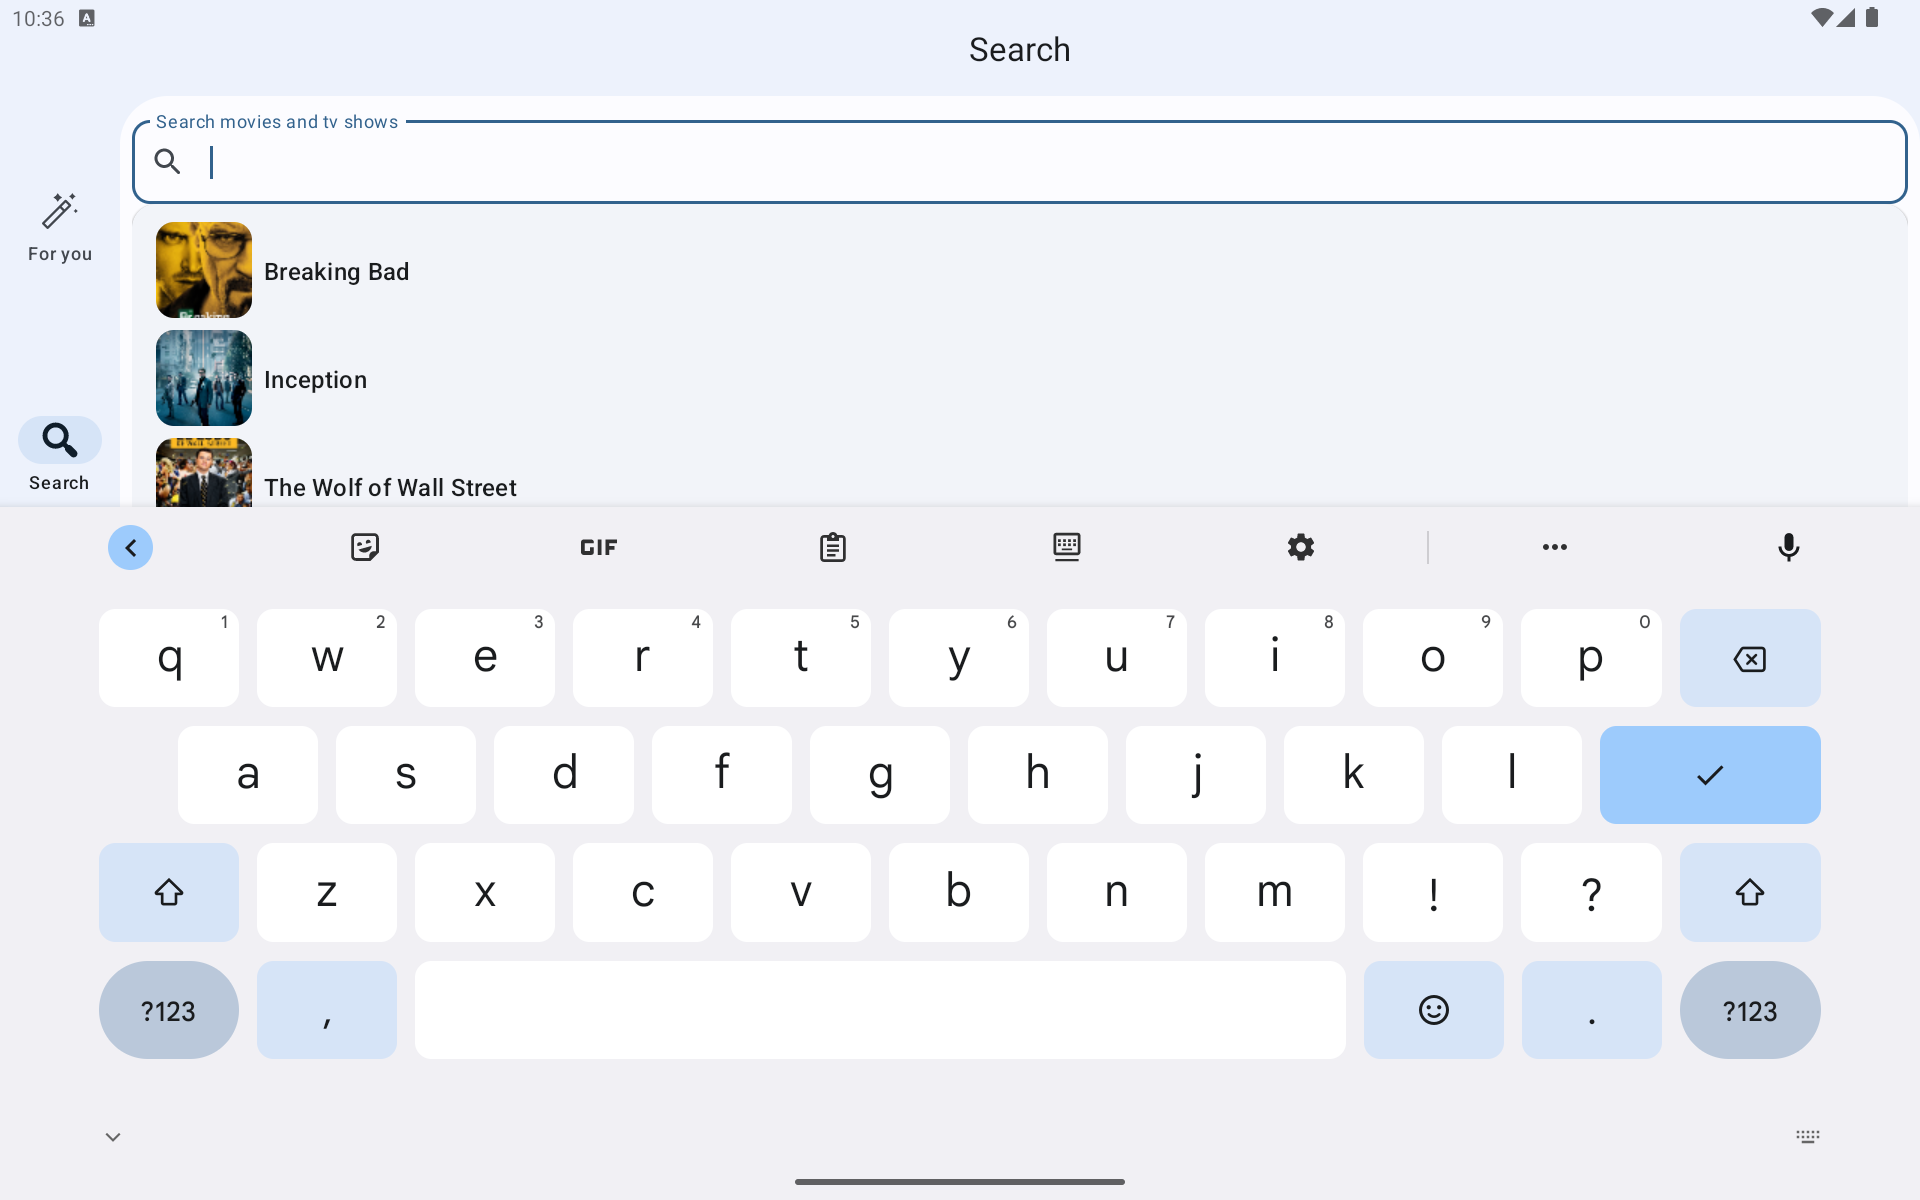 10:36
Search
Search movies and tv shows
For you
Breaking Bad
Inception
Search
The Wolf of Wall Street
GIF
q 1 w 2 e 3 r 4 t 5 y 6 u 7 i 8 o 9 p 0
a s d f g h j k l
z x c v b n m ! ?
?123 , . ?123